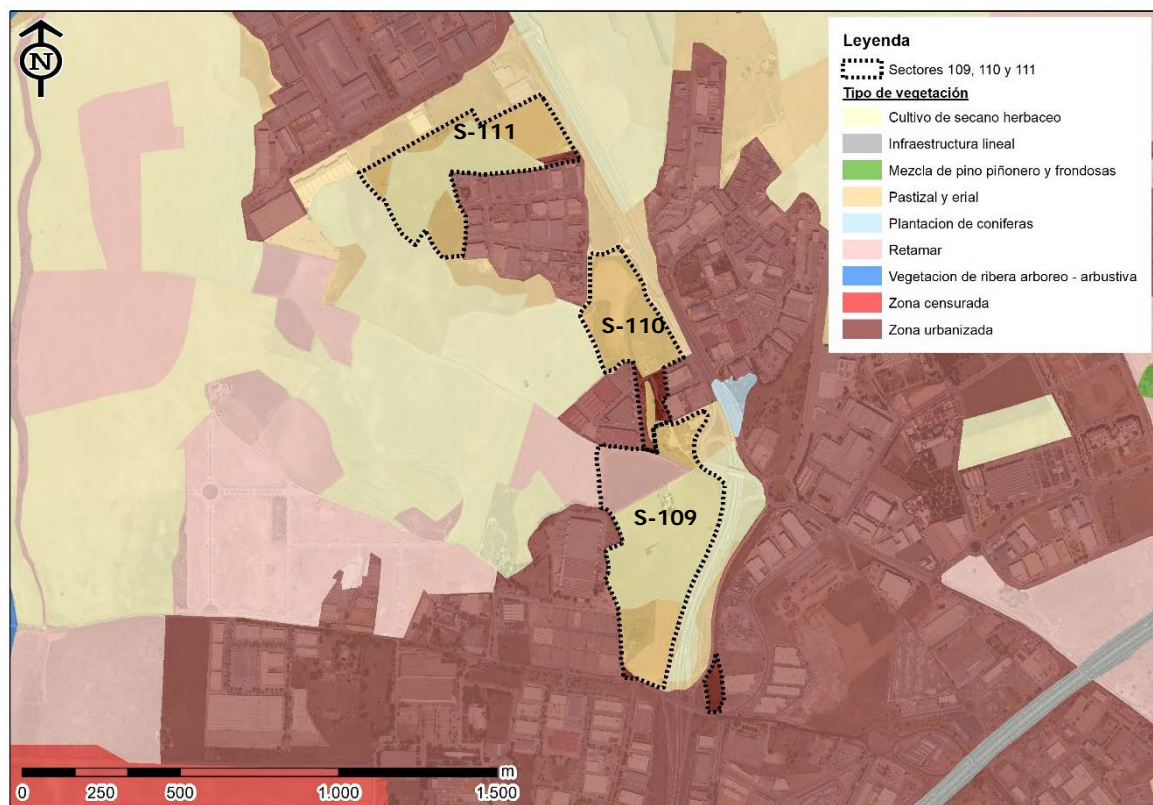 N
Leyenda
Sectores 109, 110 y 111
Tipo de vegetación
Cultivo de secano herbaceo
Infraestructura lineal
Mezcla de pino piñonero y frondosas
Pastizal y erial
Plantacion de coniferas
Retamar
Vegetacion de ribera arboreo - arbustiva
Zona censurada
Zona urbanizada
S-111
S-110
S-109
m
0 250 500 1.000 1.500